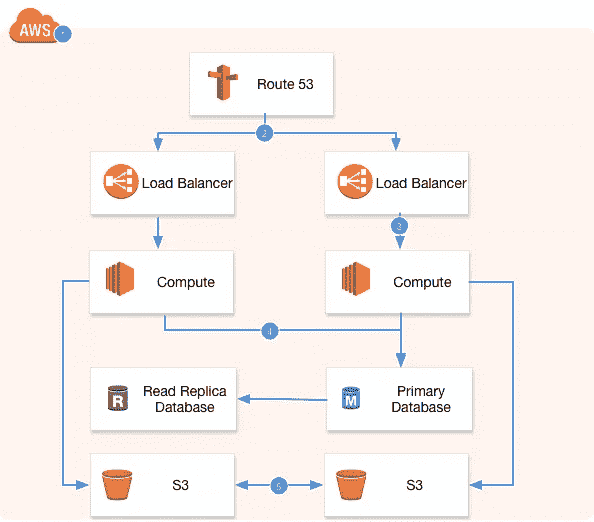 AWS
Route 53
2
Load Balancer
Load Balancer
3
Compute
Compute
4
Read Replica
Database
R
Primary
Database
M
S3
5
S3